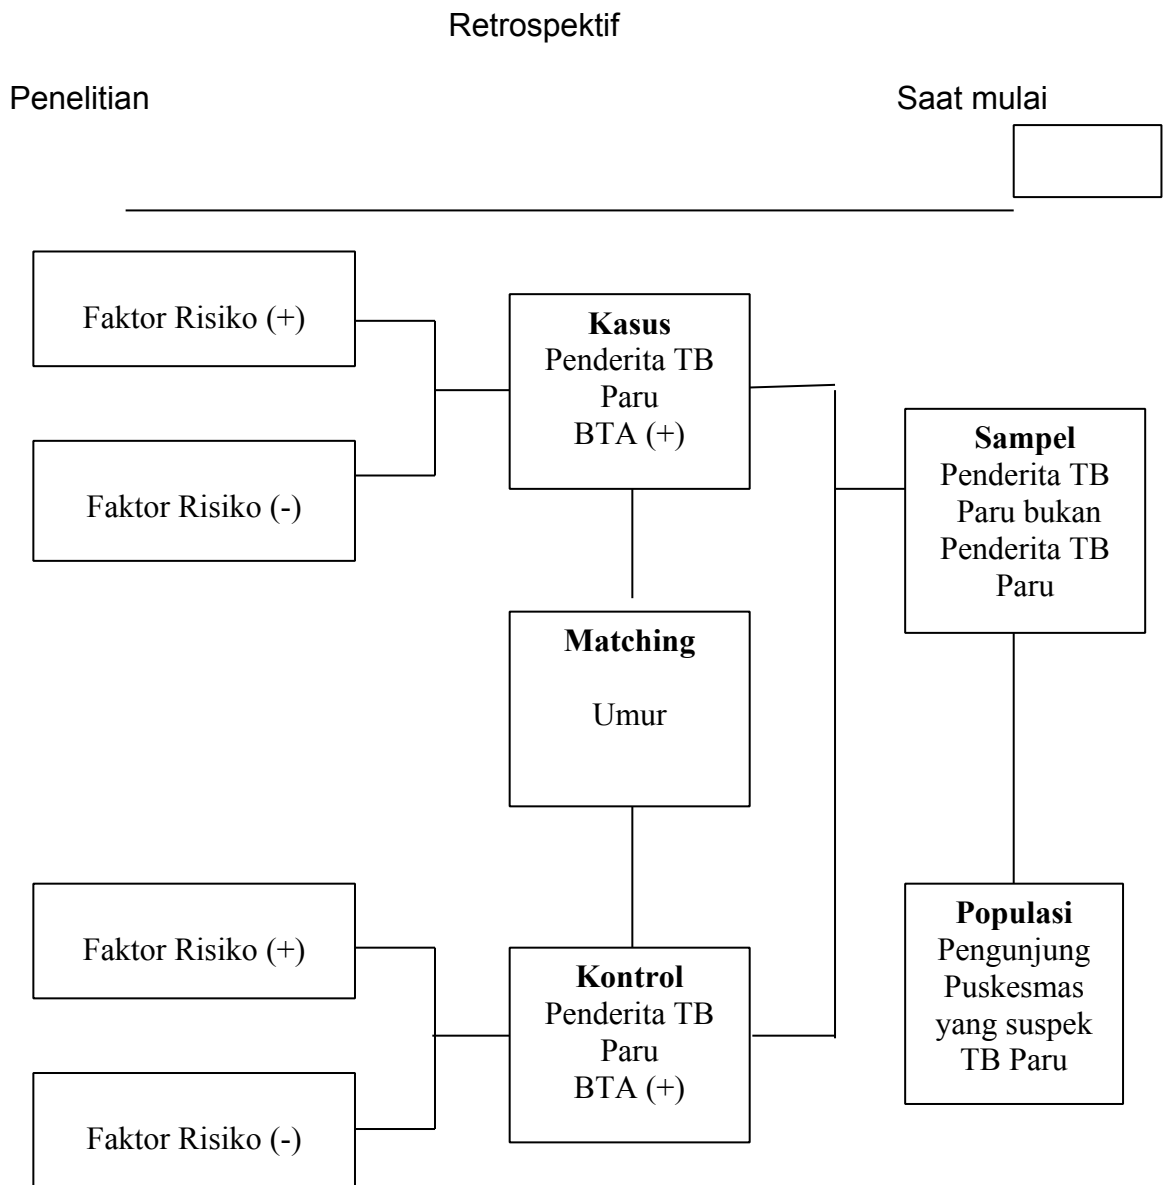 Retrospektif
Penelitian
Saat mulai
Faktor Risiko (+)
Faktor Risiko (-)
Kasus
Penderita TB
Paru
BTA (+)
Sampel
Penderita TB
Paru bukan
Penderita TB
Paru
Matching
Umur
Faktor Risiko (+)
Faktor Risiko (-)
Kontrol
Penderita TB
Paru
BTA (+)
Populasi
Pengunjung
Puskesmas
yang suspek
TB Paru